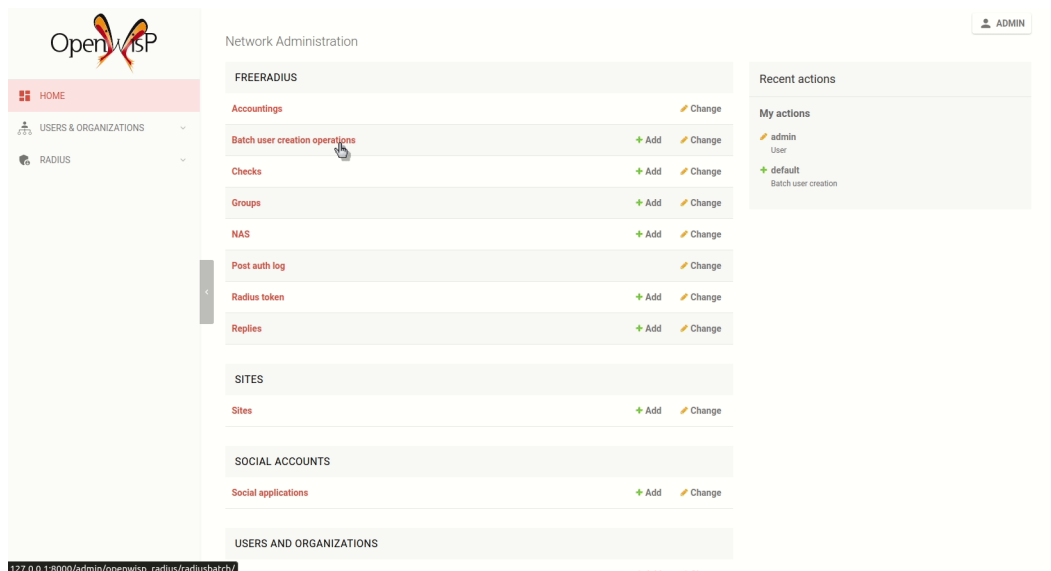 OpenWISP
ADMIN
Network Administration
HOME
USERS & ORGANIZATIONS
RADIUS
FREERADIUS
Accountings Change
Batch user creation operations Add Change
Checks Add Change
Groups Add Change
NAS Add Change
Post auth log Change
Radius token Add Change
Replies Add Change
SITES
Sites Add Change
SOCIAL ACCOUNTS
Social applications Add Change
USERS AND ORGANIZATIONS
Recent actions
My actions
admin
User
default
Batch user creation
127.0.0.1:8000/admin/openwisp_radius/radiusbatch/